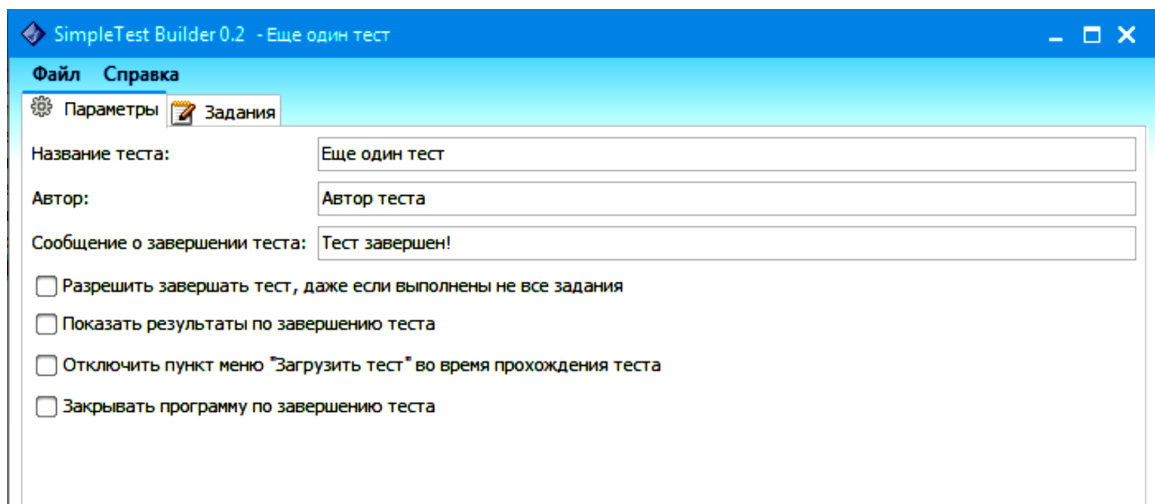 SimpleTest Builder 0.2 - Еще один тест
Файл Справка
Параметры Задания
Название теста: Еще один тест
Автор: Автор теста
Сообщение о завершении теста: Тест завершен!
Разрешить завершать тест, даже если выполнены не все задания
Показать результаты по завершению теста
Отключить пункт меню "Загрузить тест" во время прохождения теста
Закрывать программу по завершению теста